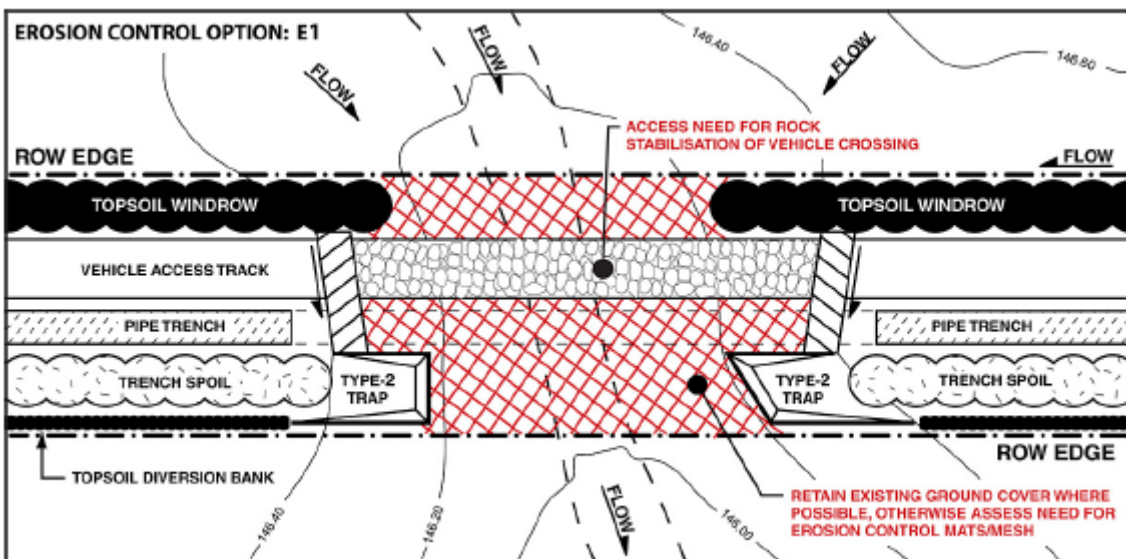 EROSION CONTROL OPTION: E1
FLOW
FLOW
146.40
FLOW
146.60
ACCESS NEED FOR ROCK
STABILISATION OF VEHICLE CROSSING
ROW EDGE
FLOW
TOPSOIL WINDROW
TOPSOIL WINDROW
VEHICLE ACCESS TRACK
PIPE TRENCH
PIPE TRENCH
TRENCH SPOIL
TYPE-2
TRAP
TYPE-2
TRAP
TRENCH SPOIL
ROW EDGE
TOPSOIL DIVERSION BANK
RETAIN EXISTING GROUND COVER WHERE
POSSIBLE, OTHERWISE ASSESS NEED FOR
EROSION CONTROL MATS/MESH
146.40
146.20
FLOW
146.00